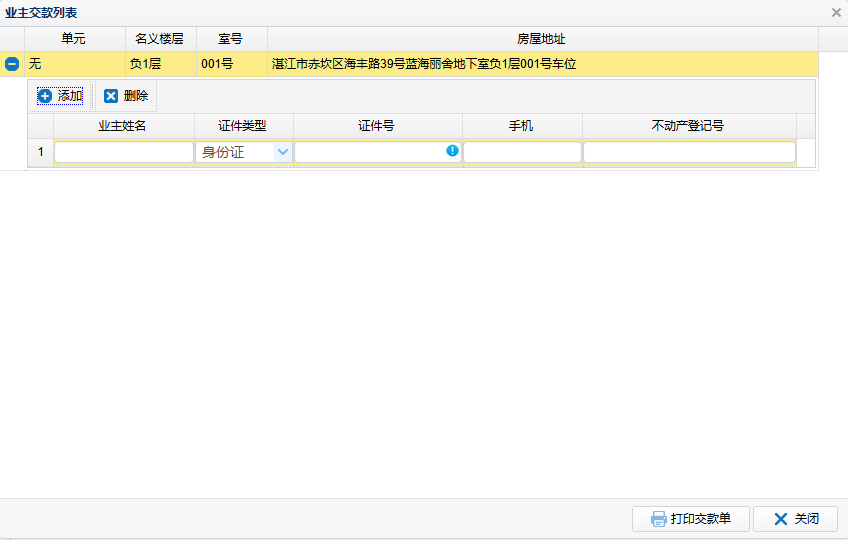 业主交款列表
单元 名义楼层 室号 房屋地址
无 负1层 001号 湛江市赤坎区海丰路39号蓝海丽舍地下室负1层001号车位
添加 删除
业主姓名 证件类型 证件号 手机 不动产登记号
1 身份证
打印交款单 关闭